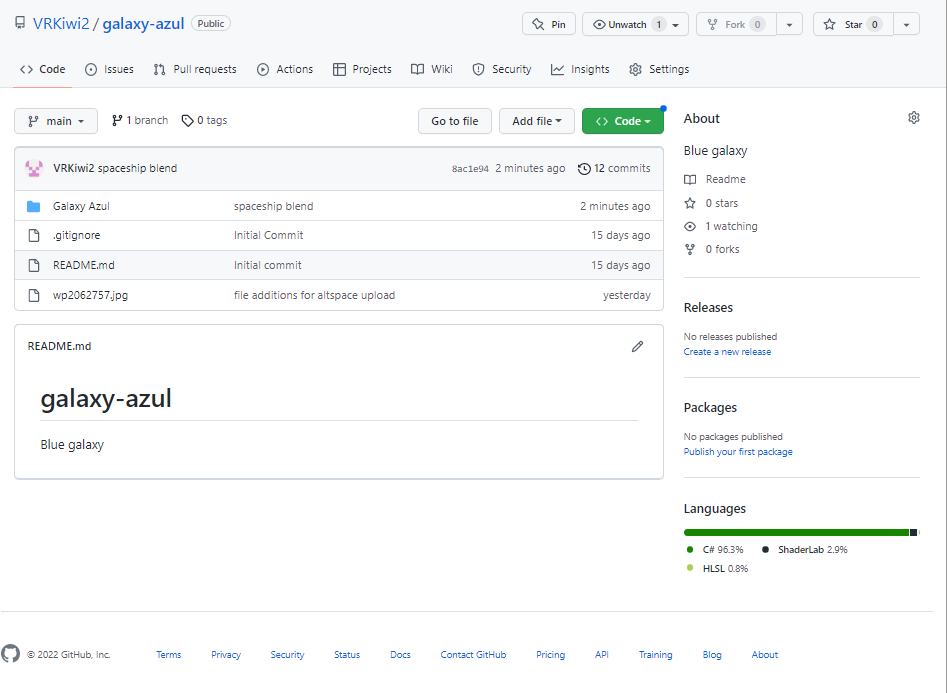 VRKiwi2 / galaxy-azul Public Pin Unwatch 1 Fork 0 Star 0
Code Issues Pull requests Actions Projects Wiki Security Insights Settings
main 1 branch 0 tags Go to file Add file Code
VRKiwi2 spaceship blend 8ac1e94 2 minutes ago 12 commits
Galaxy Azul spaceship blend 2 minutes ago
.gitignore Initial Commit 15 days ago
README.md Initial commit 15 days ago
wp2062757.jpg file additions for altspace upload yesterday
README.md
galaxy-azul
Blue galaxy
About
Blue galaxy
Readme
0 stars
1 watching
0 forks
Releases
No releases published
Create a new release
Packages
No packages published
Publish your first package
Languages
C# 96.3% ShaderLab 2.9%
HLSL 0.8%
© 2022 GitHub, Inc. Terms Privacy Security Status Docs Contact GitHub Pricing API Training Blog About